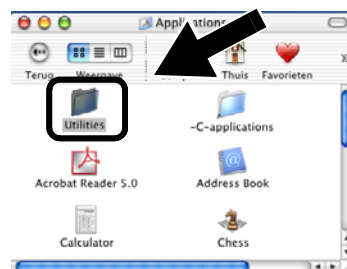 Applications
Terug Weergave Thuis Favorieten
Utilities -C-applications
Acrobat Reader 5.0 Address Book
Calculator Chess